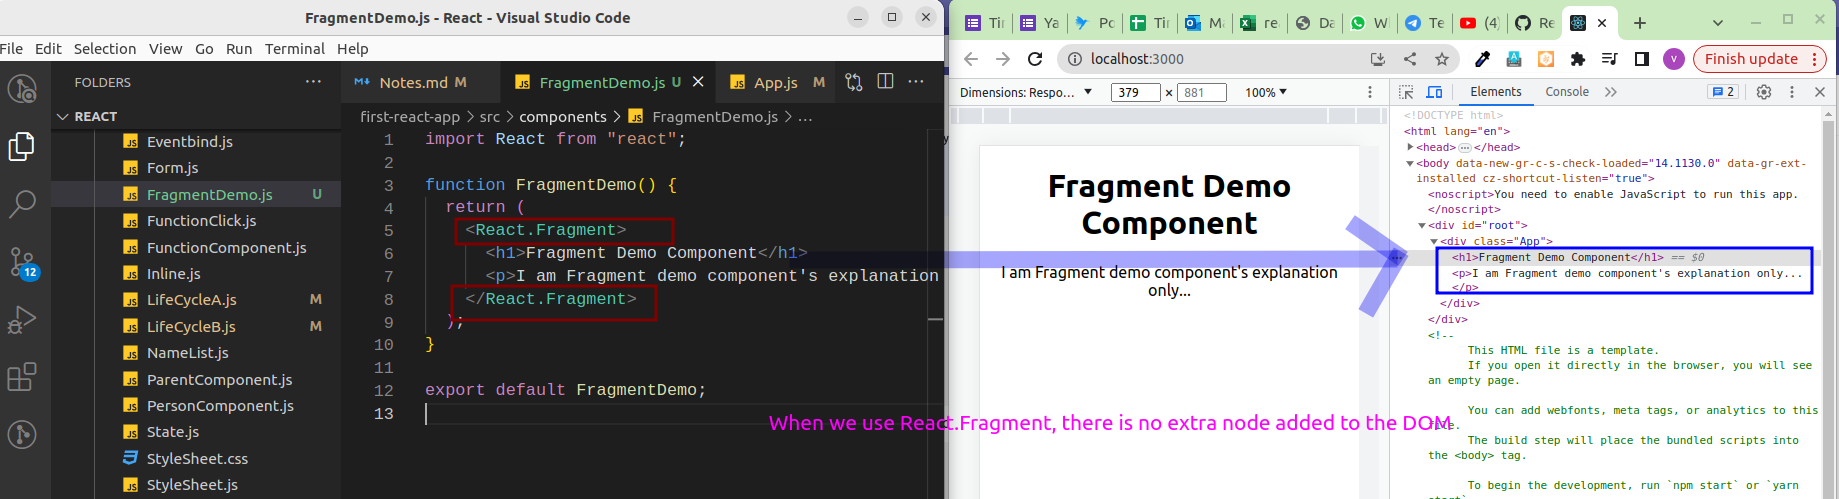 FragmentDemo.js - React - Visual Studio Code
File Edit Selection View Go Run Terminal Help
FOLDERS
REACT
Eventbind.js
Form.js
FragmentDemo.js U
FunctionClick.js
FunctionComponent.js
Inline.js
LifeCycleA.js M
LifeCycleB.js M
NameList.js
ParentComponent.js
PersonComponent.js
State.js
StyleSheet.css
StyleSheet.js
12
Notes.md M
FragmentDemo.js U
App.js M
first-react-app > src > components > JS FragmentDemo.js > ...
1 import React from "react";
2
3 function FragmentDemo() {
4 return (
5 <React.Fragment>
6 <h1>Fragment Demo Component</h1>
7 <p>I am Fragment demo component's explanation
8 </React.Fragment>
9 );
10 }
11
12 export default FragmentDemo;
13
When we use React.Fragment, there is no extra node added to the DOM
Tir
Ya
Po
Tir
Ma
re
Da
W
Te
(4)
Re
localhost:3000
V
Finish update
Dimensions: Respo... 379 × 881 100%
Fragment Demo
Component
I am Fragment demo component's explanation
only...
Elements Console 2
<!DOCTYPE html>
<html lang="en">
<head> ... </head>
<body data-new-gr-c-s-check-loaded="14.1130.0" data-gr-ext-
installed cz-shortcut-listen="true">
<noscript>You need to enable JavaScript to run this app.
</noscript>
<div id="root">
<div class="App">
<h1>Fragment Demo Component</h1> == $0
<p>I am Fragment demo component's explanation only...
</p>
</div>
</div>
<!--
This HTML file is a template.
If you open it directly in the browser, you will see
an empty page.
You can add webfonts, meta tags, or analytics to this
file.
The build step will place the bundled scripts into
the <body> tag.
To begin the development, run `npm start` or `yarn
start`